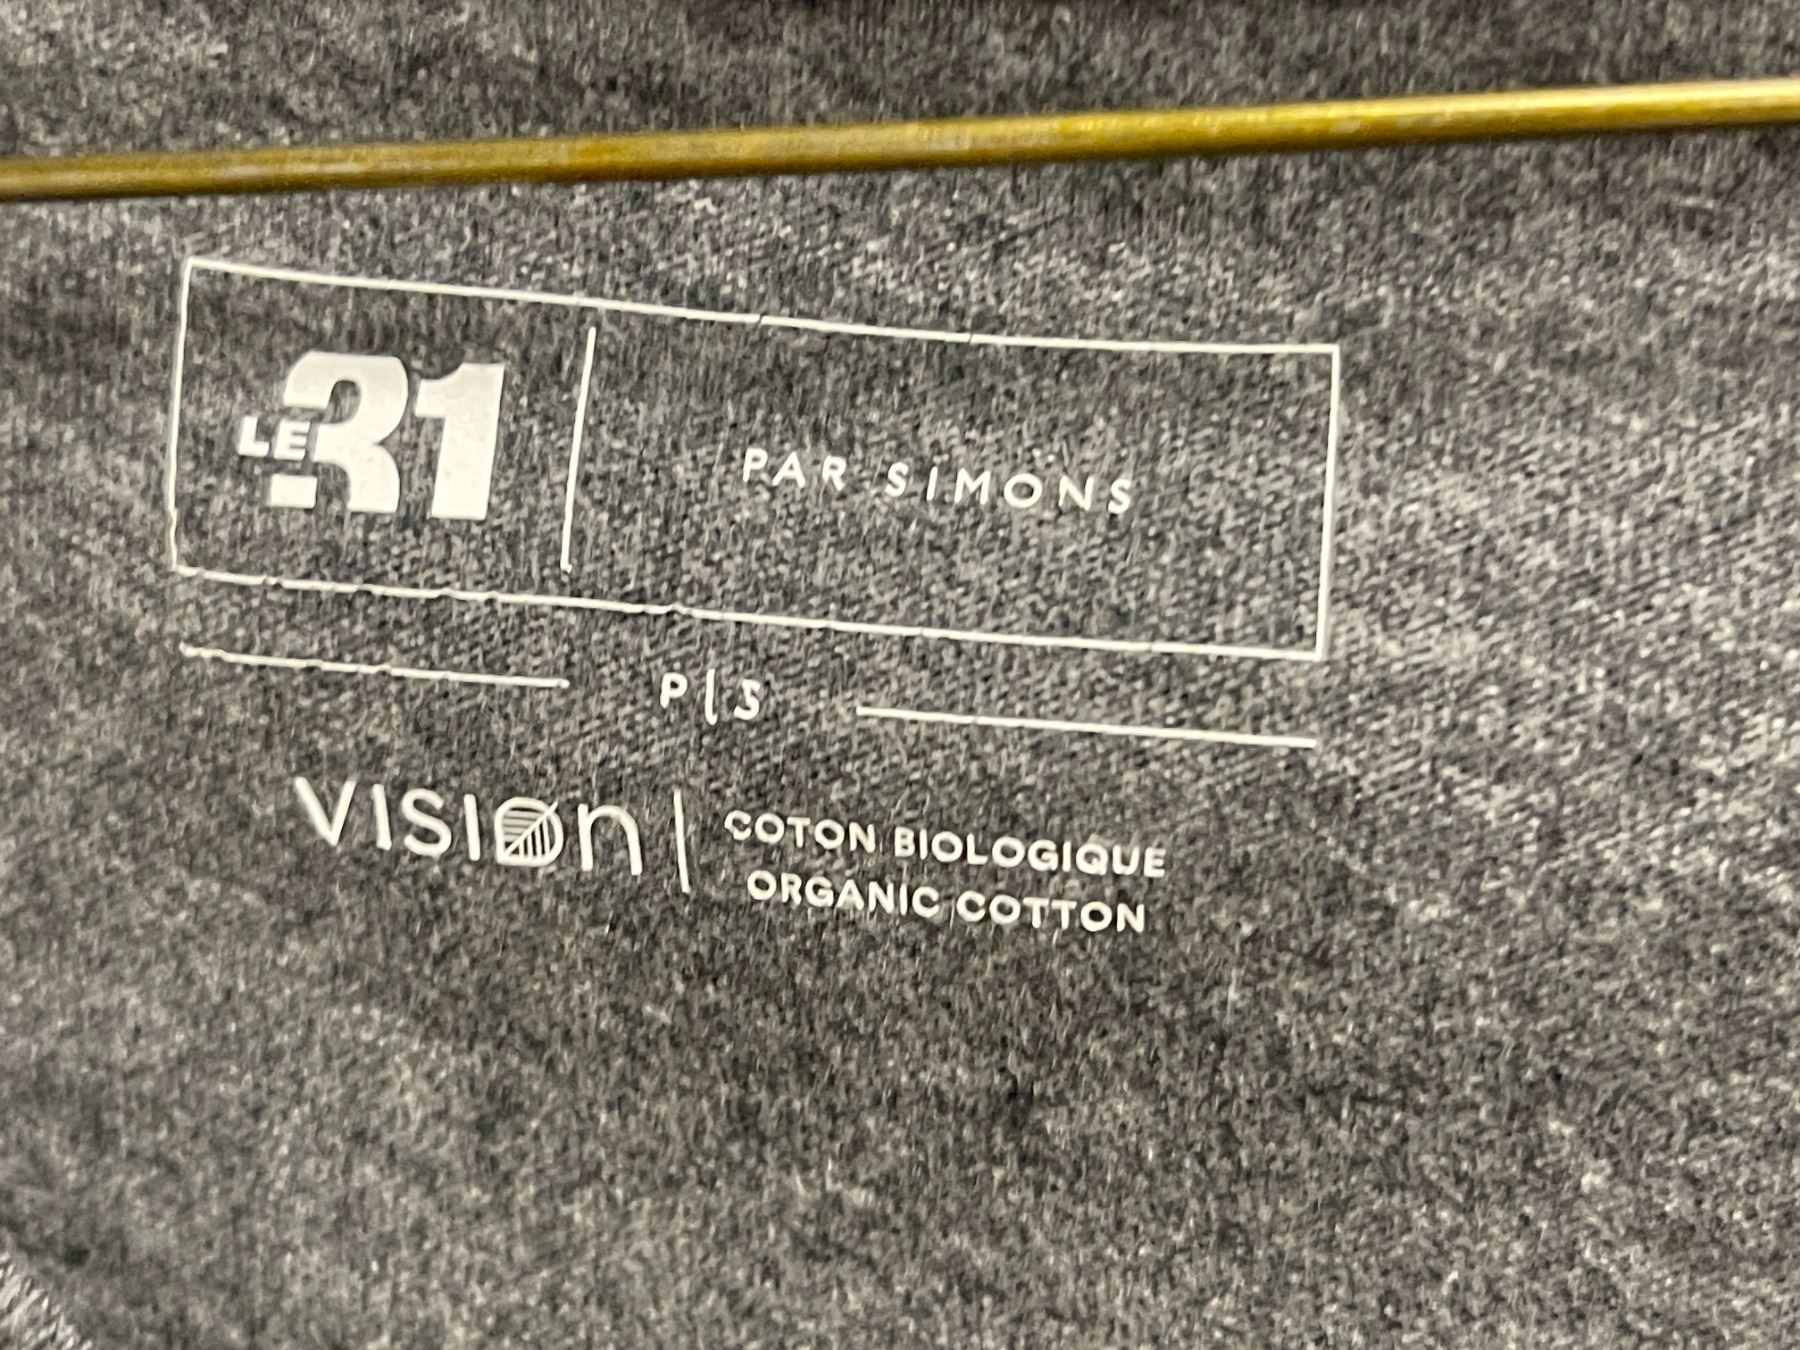 LE 31 | PAR SIMONS
P|S
VISION | COTON BIOLOGIQUE
ORGANIC COTTON